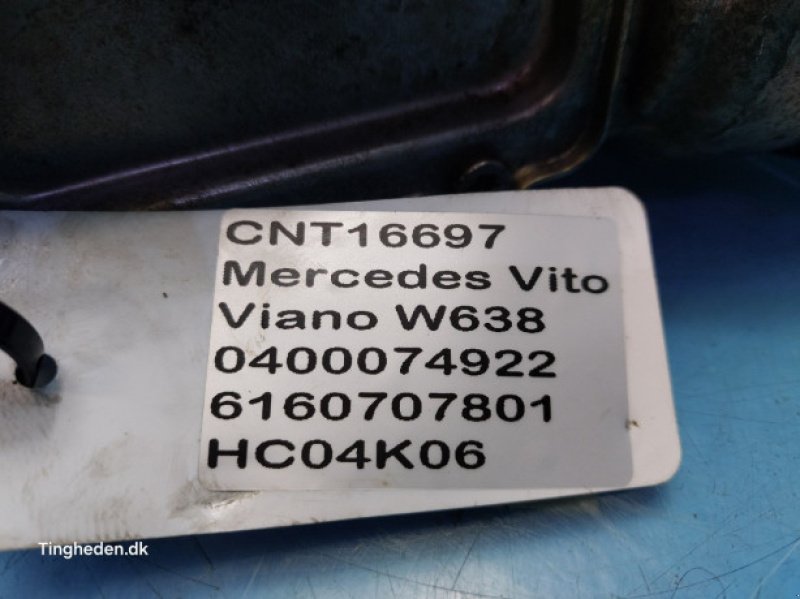 CNT16697
Mercedes Vito
Viano W638
0400074922
6160707801
HC04K06
Tingheden.dk